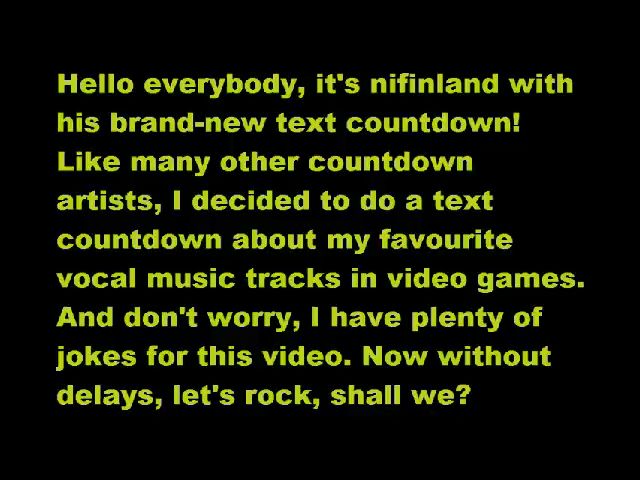 Hello everybody, it's nifinland with
his brand-new text countdown!
Like many other countdown
artists, I decided to do a text
countdown about my favourite
vocal music tracks in video games.
And don't worry, I have plenty of
jokes for this video. Now without
delays, let's rock, shall we?